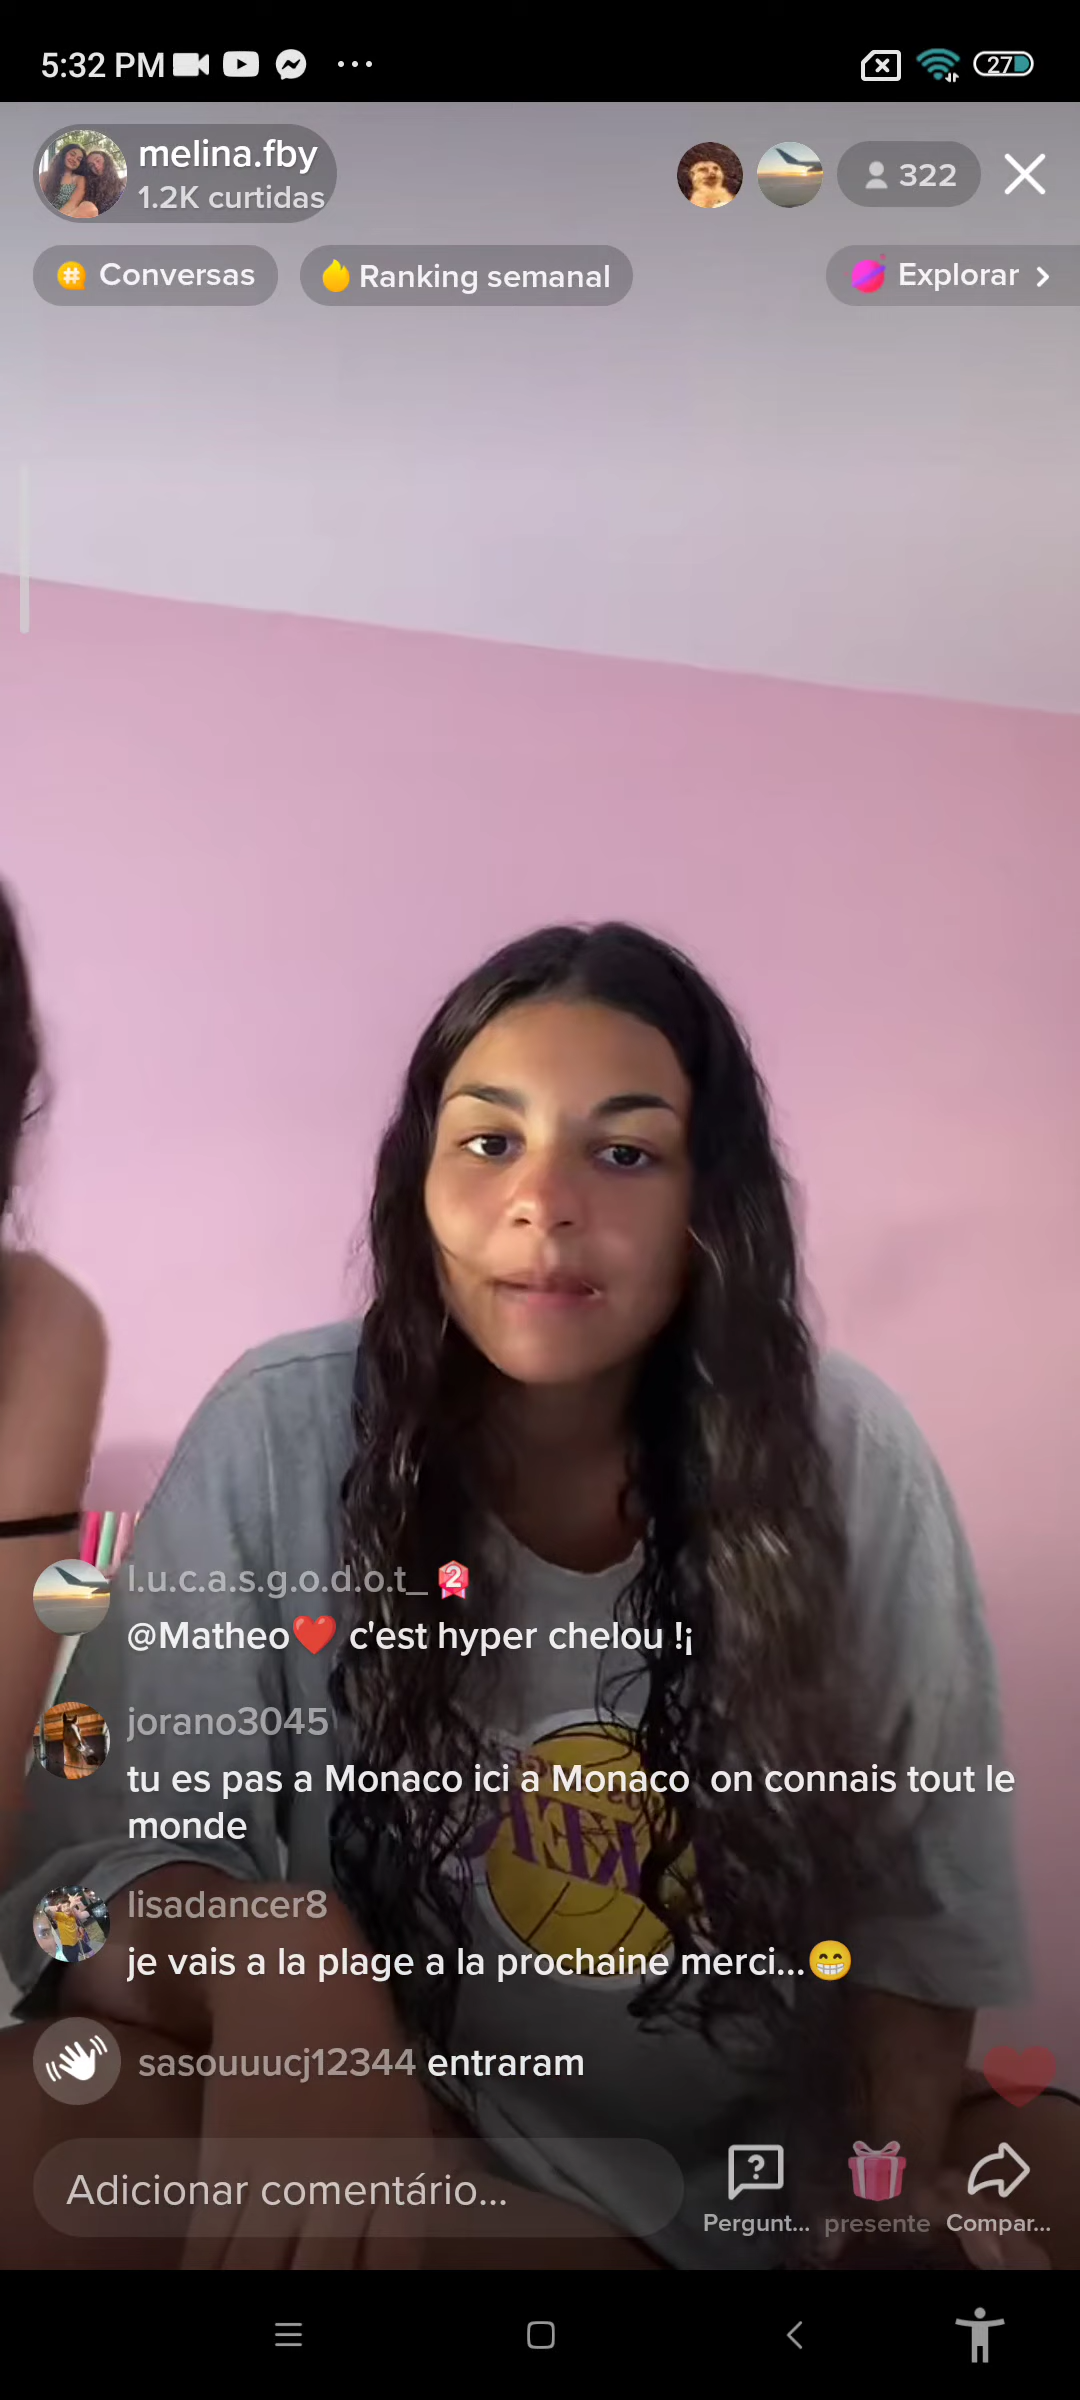 5:32 PM
27
melina.fby
1.2K curtidas
322
Conversas
Ranking semanal
Explorar
l.u.c.a.s.g.o.d.o.t_ 2
@Matheo❤️ c'est hyper chelou !¡
jorano3045
tu es pas a Monaco ici a Monaco on connais tout le
monde
lisadancer8
je vais a la plage a la prochaine merci...😁
sasouuucj12344 entraram
Adicionar comentário...
Pergunt...
presente
Compar...